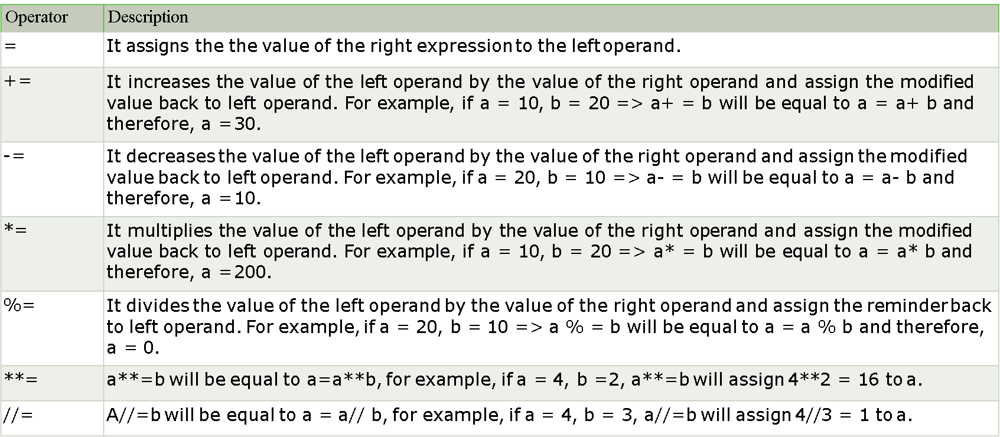 Operator Description
= It assigns the the value of the right expression to the left operand.
+= It increases the value of the left operand by the value of the right operand and assign the modified
value back to left operand. For example, if a = 10, b = 20 => a+ = b will be equal to a = a+ b and
therefore, a = 30.
-= It decreases the value of the left operand by the value of the right operand and assign the modified
value back to left operand. For example, if a = 20, b = 10 => a- = b will be equal to a = a- b and
therefore, a = 10.
*= It multiplies the value of the left operand by the value of the right operand and assign the modified
value back to left operand. For example, if a = 10, b = 20 => a* = b will be equal to a = a* b and
therefore, a = 200.
%= It divides the value of the left operand by the value of the right operand and assign the reminder back
to left operand. For example, if a = 20, b = 10 => a % = b will be equal to a = a % b and therefore,
a = 0.
**= a**=b will be equal to a=a**b, for example, if a = 4, b =2, a**=b will assign 4**2 = 16 to a.
//= A//=b will be equal to a = a// b, for example, if a = 4, b = 3, a//=b will assign 4//3 = 1 to a.